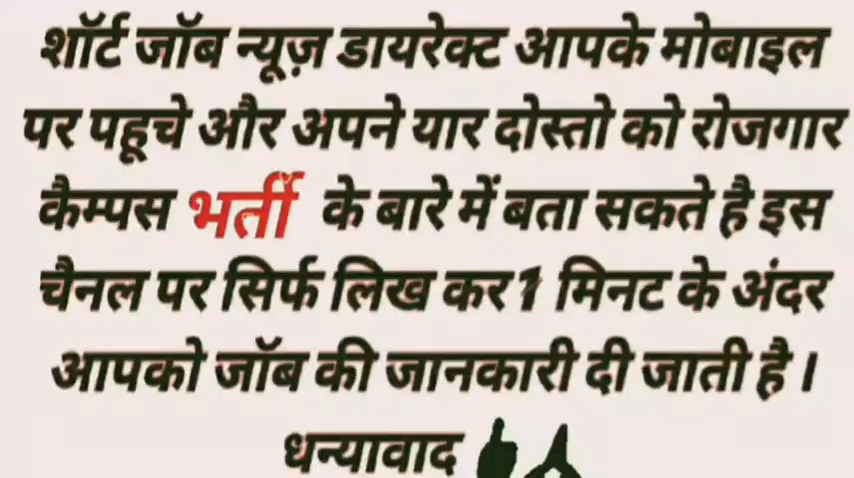 शॉर्ट जॉब न्यूज़ डायरेक्ट आपके मोबाइल
पर पहूचे और अपने यार दोस्तो को रोजगार
कैम्पस भर्ती के बारे में बता सकते है इस
चैनल पर सिर्फ लिख कर 1 मिनट के अंदर
आपको जॉब की जानकारी दी जाती है ।
धन्यावाद